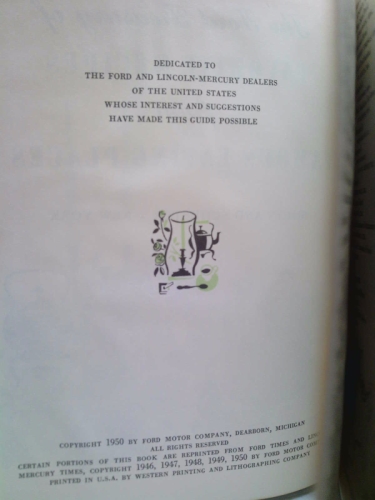 DEDICATED TO
THE FORD AND LINCOLN-MERCURY DEALERS
OF THE UNITED STATES
WHOSE INTEREST AND SUGGESTIONS
HAVE MADE THIS GUIDE POSSIBLE
COPYRIGHT 1950 BY FORD MOTOR COMPANY, DEARBORN, MICHIGAN
ALL RIGHTS RESERVED
CERTAIN PORTIONS OF THIS BOOK ARE REPRINTED FROM FORD TIMES AND
MERCURY TIMES, COPYRIGHT 1946, 1947, 1948, 1949, 1950 BY FORD MOTOR
PRINTED IN U.S.A. BY WESTERN PRINTING AND LITHOGRAPHING COMPANY